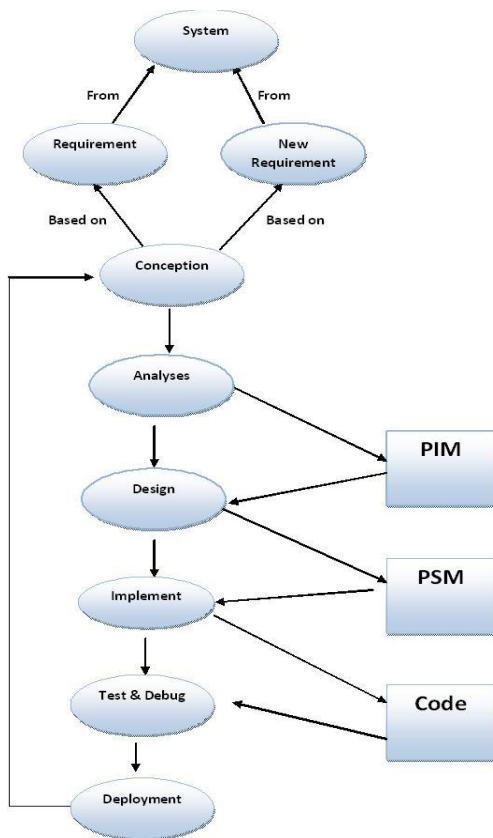 System
From
From
Requirement
New
Requirement
Based on
Based on
Conception
Analyses
PIM
Design
PSM
Implement
Test & Debug
Code
Deployment